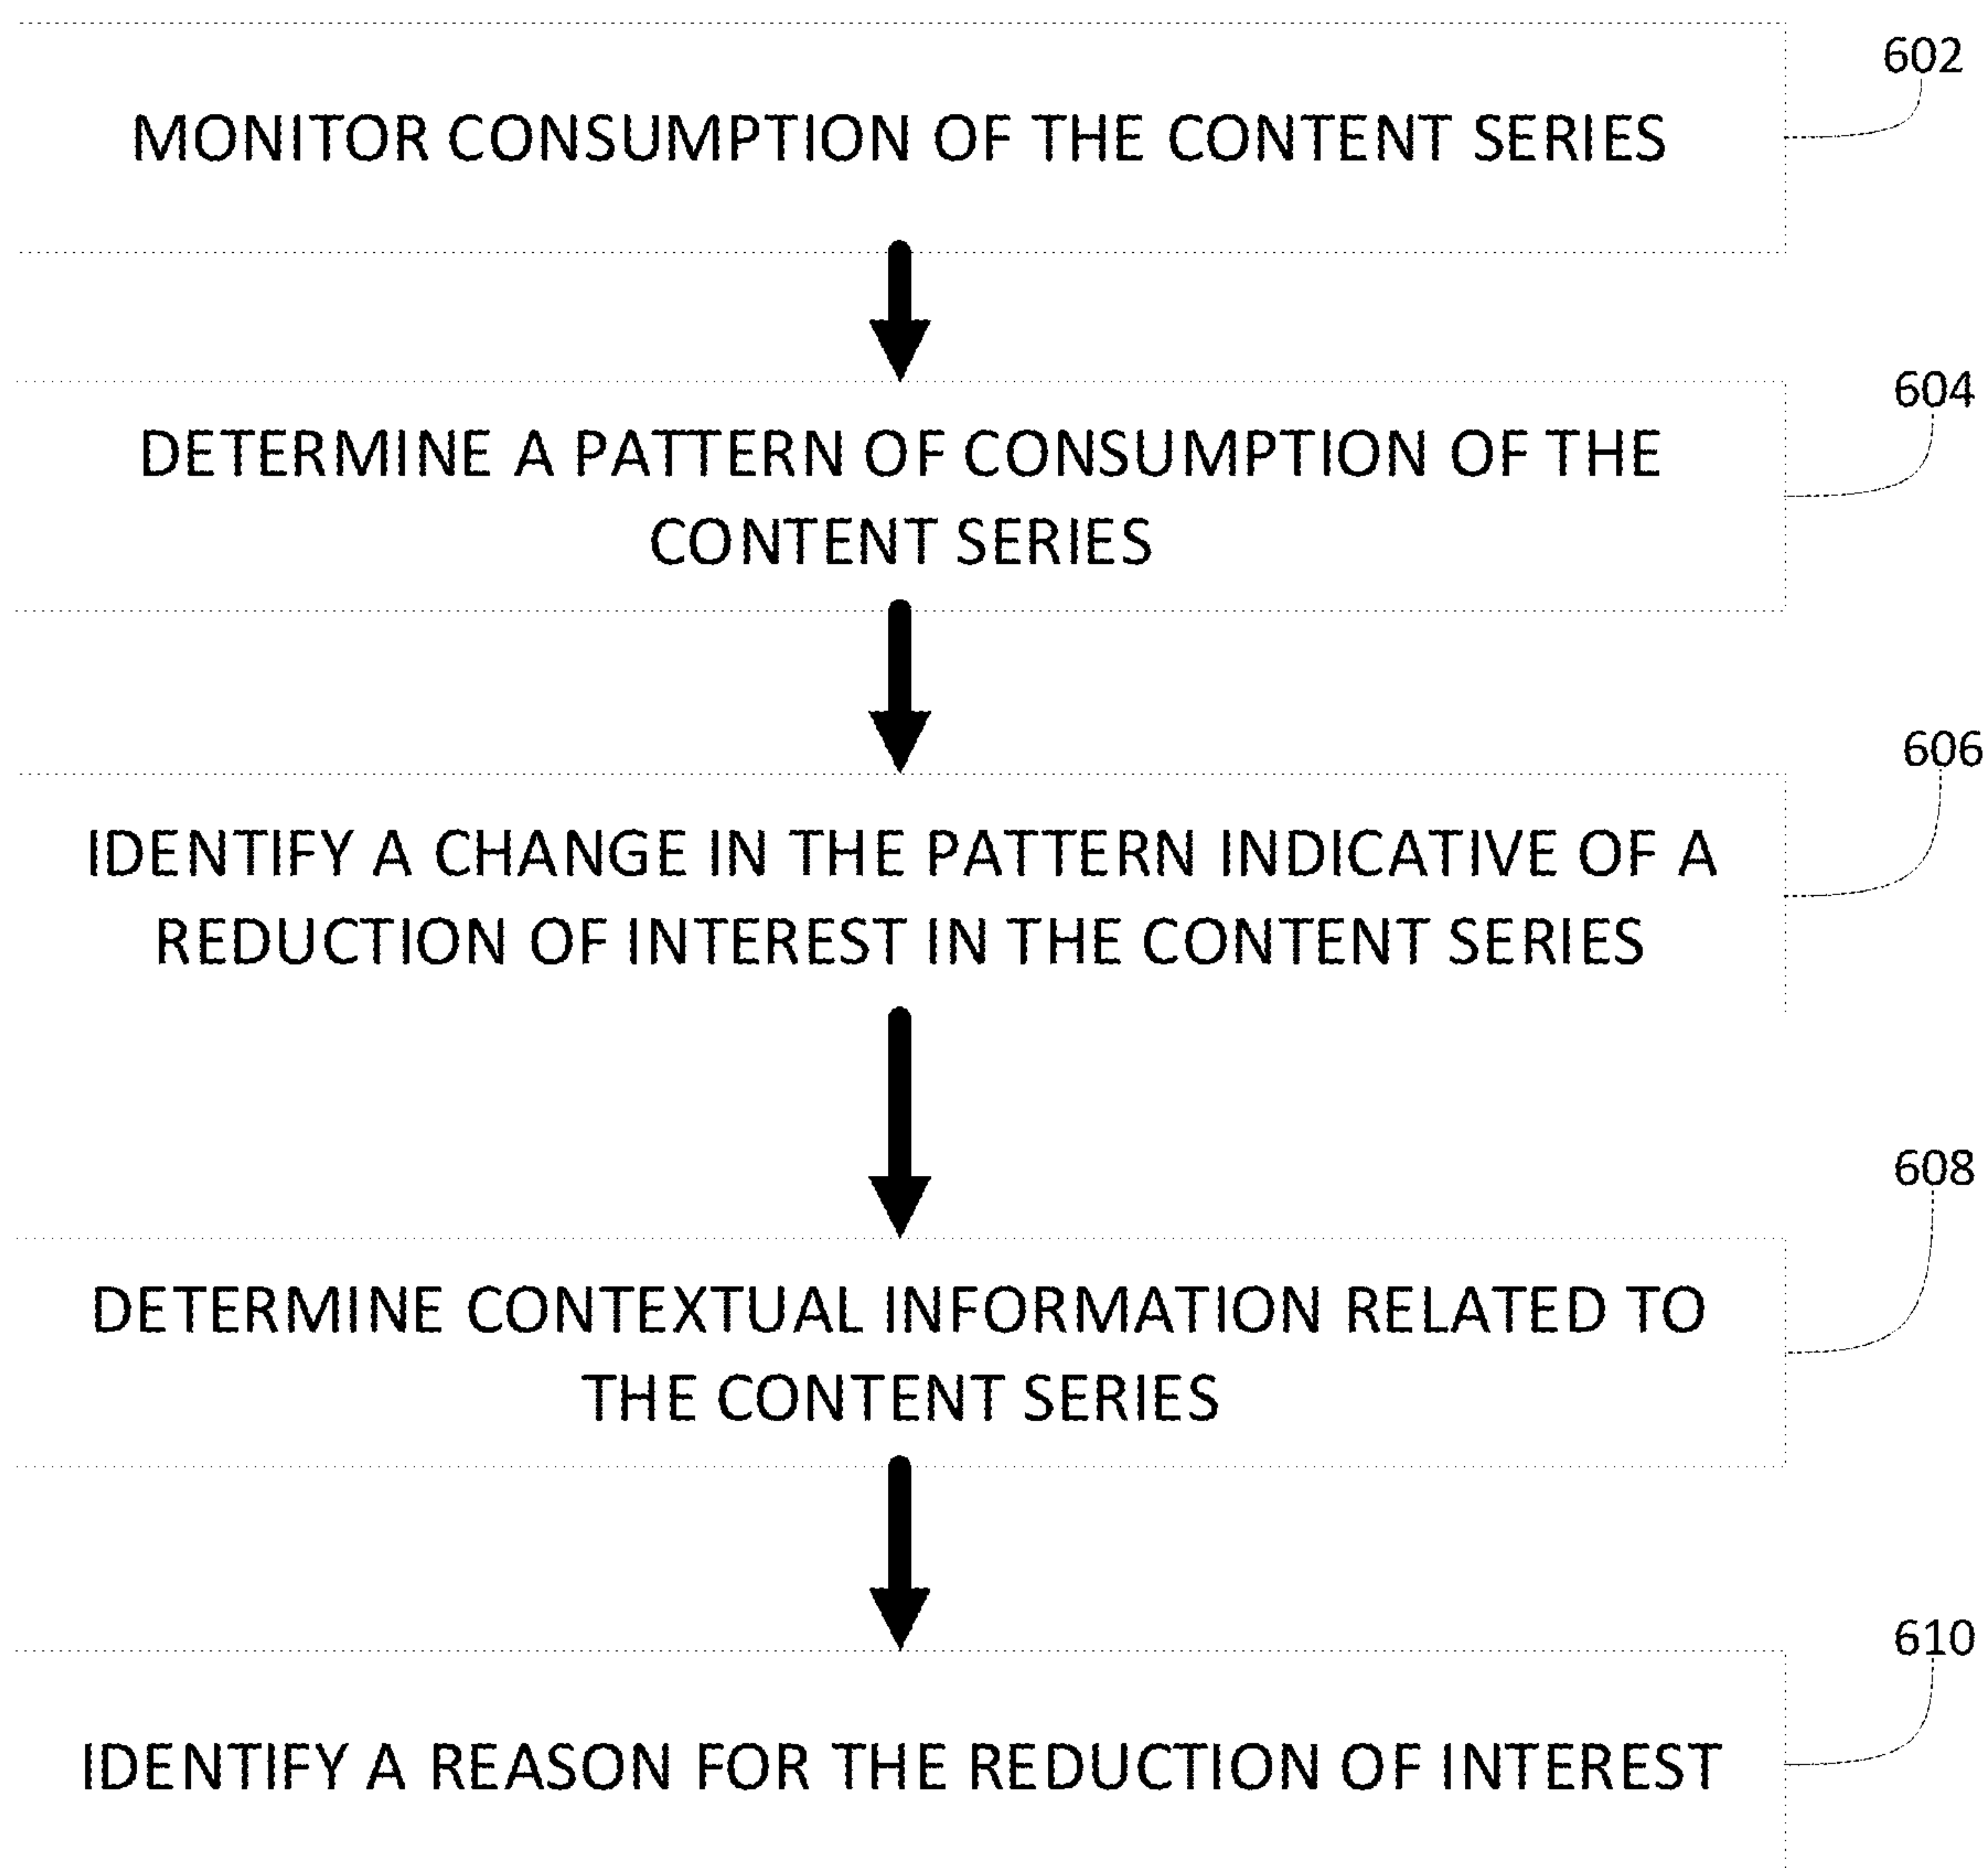 602
MONITOR CONSUMPTION OF THE CONTENT SERIES
604
DETERMINE A PATTERN OF CONSUMPTION OF THE
CONTENT SERIES
606
IDENTIFY A CHANGE IN THE PATTERN INDICATIVE OF A
REDUCTION OF INTEREST IN THE CONTENT SERIES
608
DETERMINE CONTEXTUAL INFORMATION RELATED TO
THE CONTENT SERIES
610
IDENTIFY A REASON FOR THE REDUCTION OF INTEREST